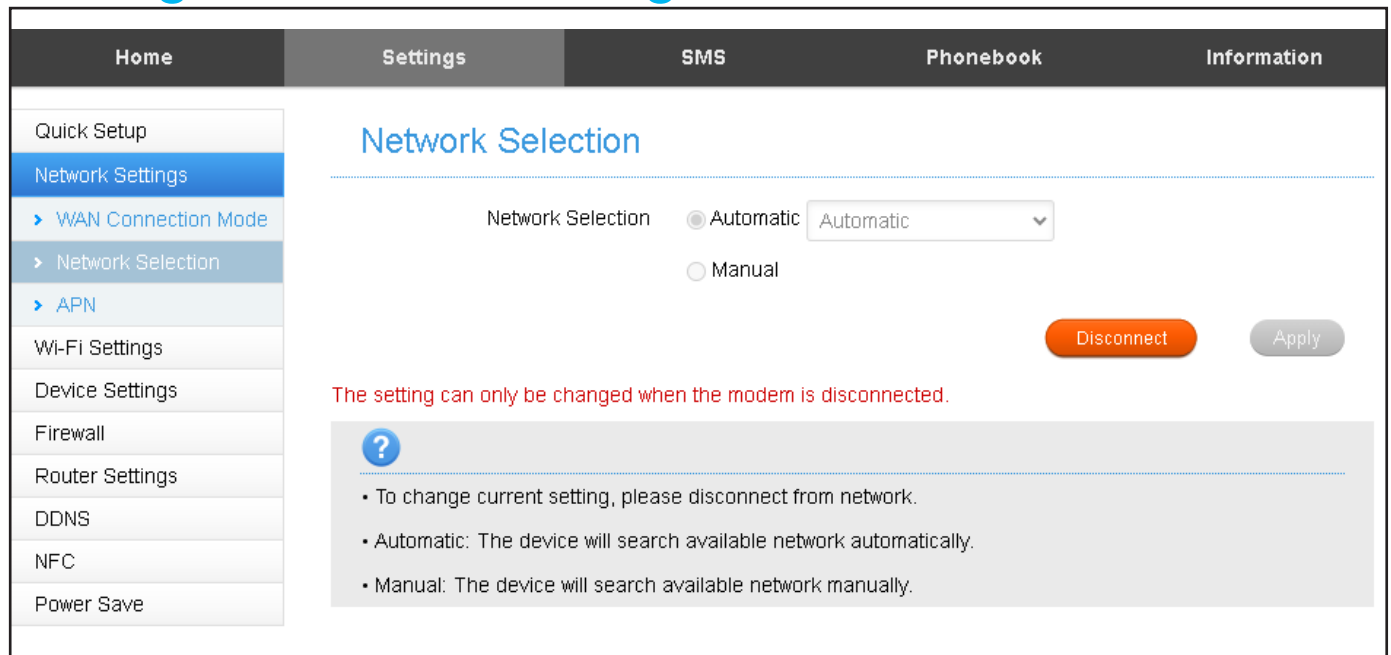 Home Settings SMS Phonebook Information
Quick Setup
Network Settings
WAN Connection Mode
Network Selection
APN
Wi-Fi Settings
Device Settings
Firewall
Router Settings
DDNS
NFC
Power Save
Network Selection
Network Selection Automatic Automatic
Manual
Disconnect Apply
The setting can only be changed when the modem is disconnected.
?
• To change current setting, please disconnect from network.
• Automatic: The device will search available network automatically.
• Manual: The device will search available network manually.